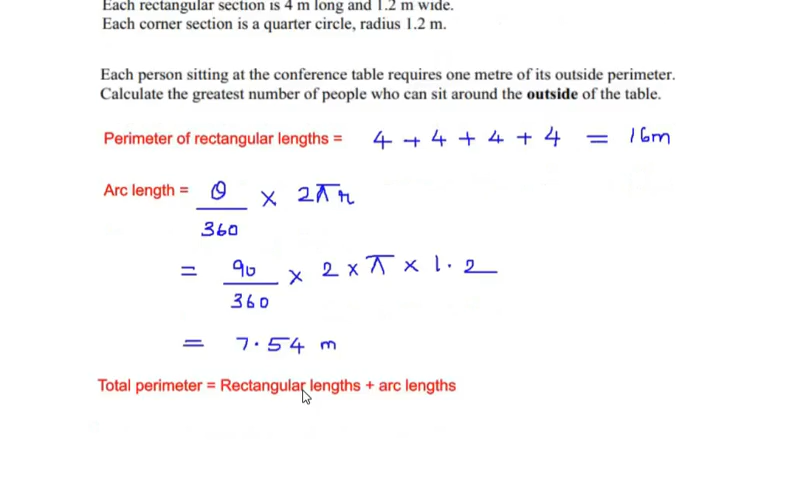 Each rectangular section is 4 m long and 1.2 m wide.
Each corner section is a quarter circle, radius 1.2 m.
Each person sitting at the conference table requires one metre of its outside perimeter.
Calculate the greatest number of people who can sit around the outside of the table.
Perimeter of rectangular lengths = 4 + 4 + 4 + 4 = 16m
Arc length = θ/360 × 2πr
= 90/360 × 2 × π × 1.2
= 7.54 m
Total perimeter = Rectangular lengths + arc lengths